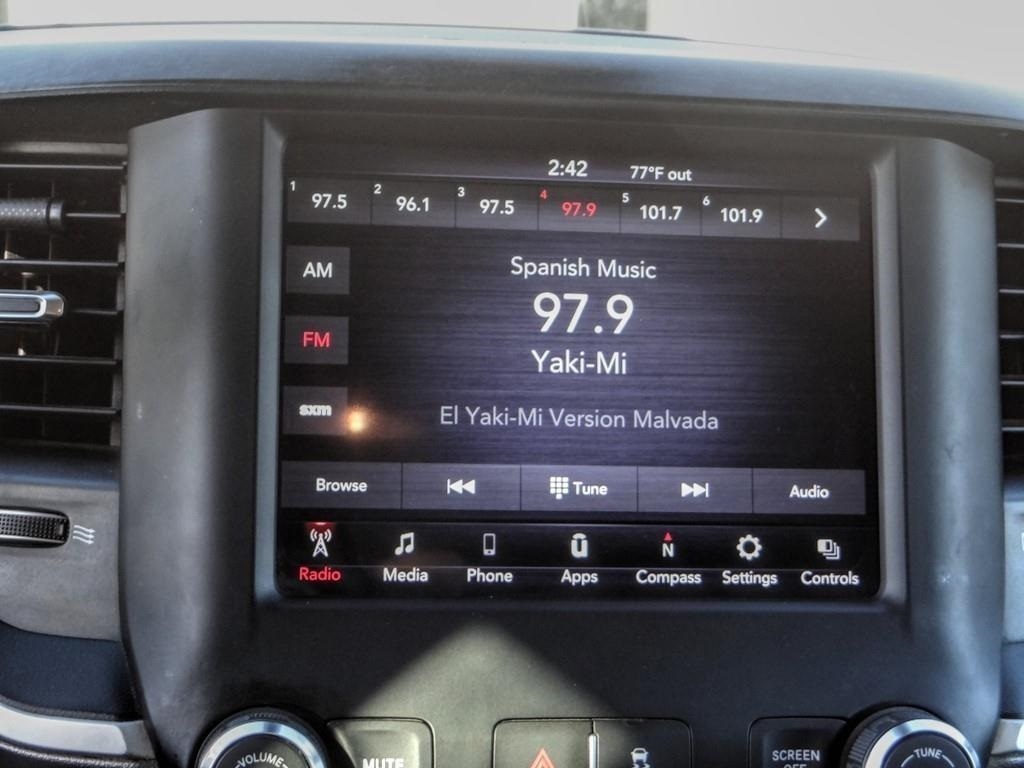 2:42 77°F out
1 97.5 2 96.1 3 97.5 4 97.9 5 101.7 6 101.9
AM
Spanish Music
97.9
FM
Yaki-Mi
sxm
El Yaki-Mi Version Malvada
Browse Tune Audio
N
Radio Media Phone Apps Compass Settings Controls
VOLUME MUTE SCREEN OFF TUNE